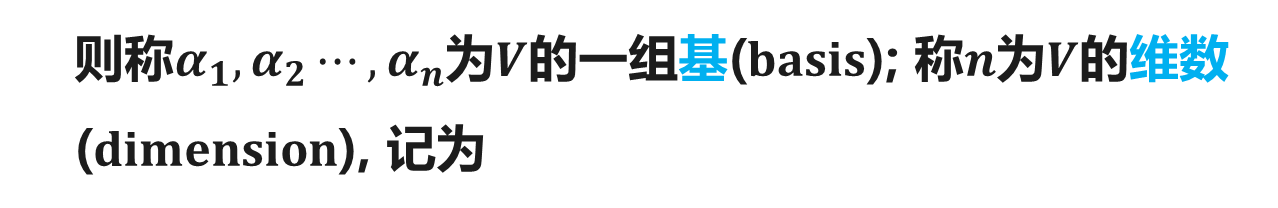 则称α₁, α₂ ⋯, αₙ为V的一组基(basis); 称n为V的维数
(dimension), 记为